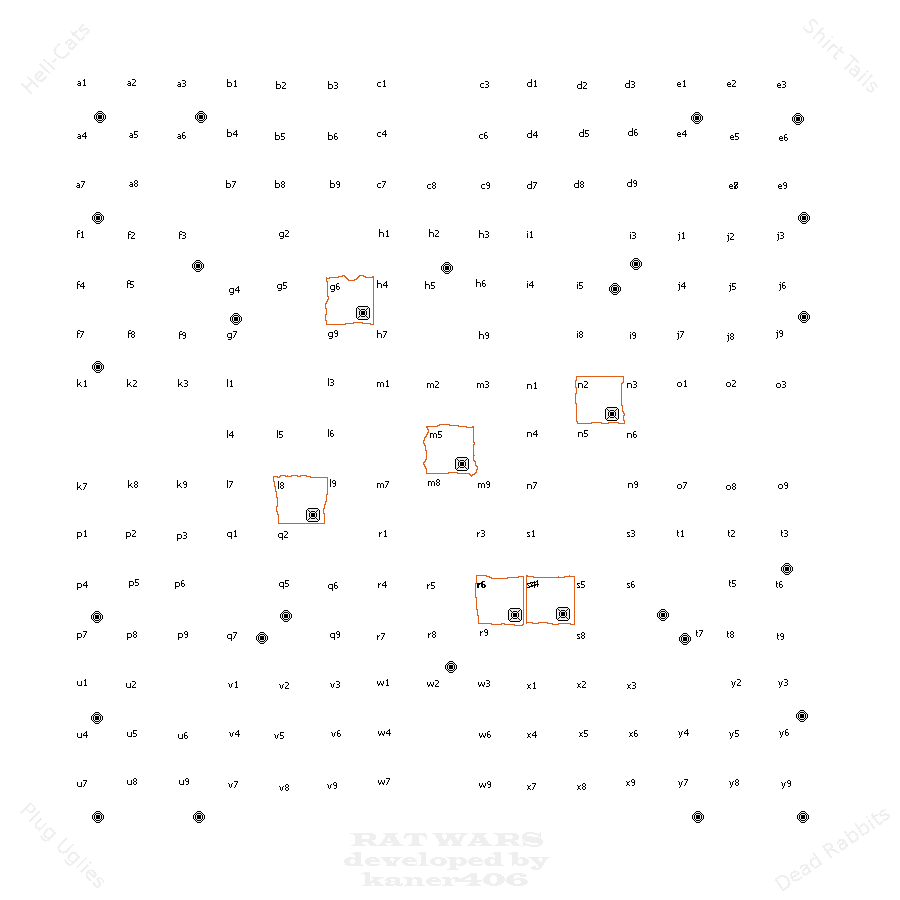 Hell-Cats Shirt Tails
a1 a2 a3 b1 b2 b3 c1 c3 d1 d2 d3 e1 e2 e3
a4 a5 a6 b4 b5 b6 c4 c6 d4 d5 d6 e4 e5 e6
a7 a8 b7 b8 b9 c7 c8 c9 d7 d8 d9 e9
f1 f2 f3 g2 h1 h2 h3 i1 i3 j1 j2 j3
f4 f5 g4 g5 g6 h4 h5 h6 i4 i5 j4 j5 j6
f7 f8 f9 g7 g9 h7 h9 i8 i9 j7 j8 j9
k1 k2 k3 l1 l3 m1 m2 m3 n1 n2 n3 o1 o2 o3
l4 l5 l6 m5 n4 n5 n6
k7 k8 k9 l7 l8 l9 m7 m8 m9 n7 n9 o7 o8 o9
p1 p2 p3 q1 q2 r1 r3 s1 s3 t1 t2 t3
p4 p5 p6 q5 q6 r4 r5 r6 s4 s5 s6 t5 t6
p7 p8 p9 q7 q9 r7 r8 r9 s8 t7 t8 t9
u1 u2 v1 v2 v3 w1 w2 w3 x1 x2 x3 y2 y3
u4 u5 u6 v4 v5 v6 w4 w6 x4 x5 x6 y4 y5 y6
u7 u8 u9 v7 v8 v9 w7 w9 x7 x8 x9 y7 y8 y9
Plug Uglies Dead Rabbits
RAT WARS
developed by
kaner406